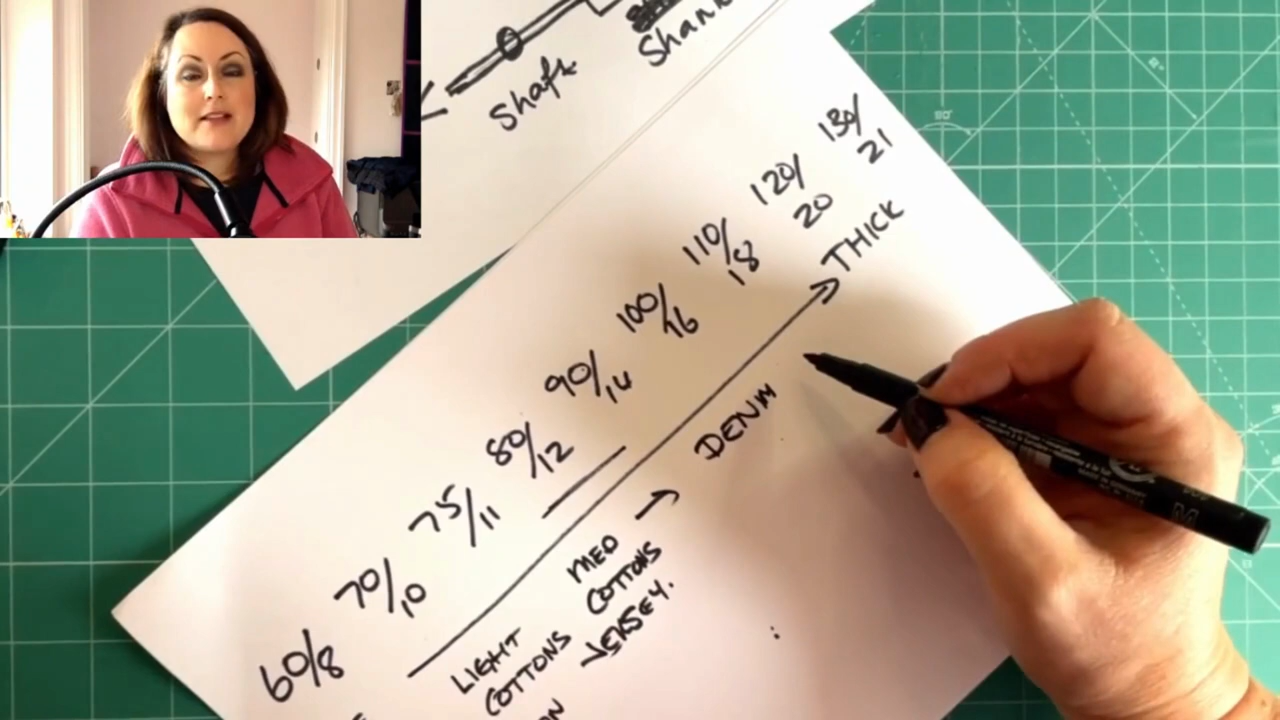 Shaft
Shank
60/8
70/10
75/11
80/12
90/14
100/16
110/18
120/
20
130/
21
THICK
LIGHT
COTTONS
MED
COTTONS
JERSEY.
DENIM
M